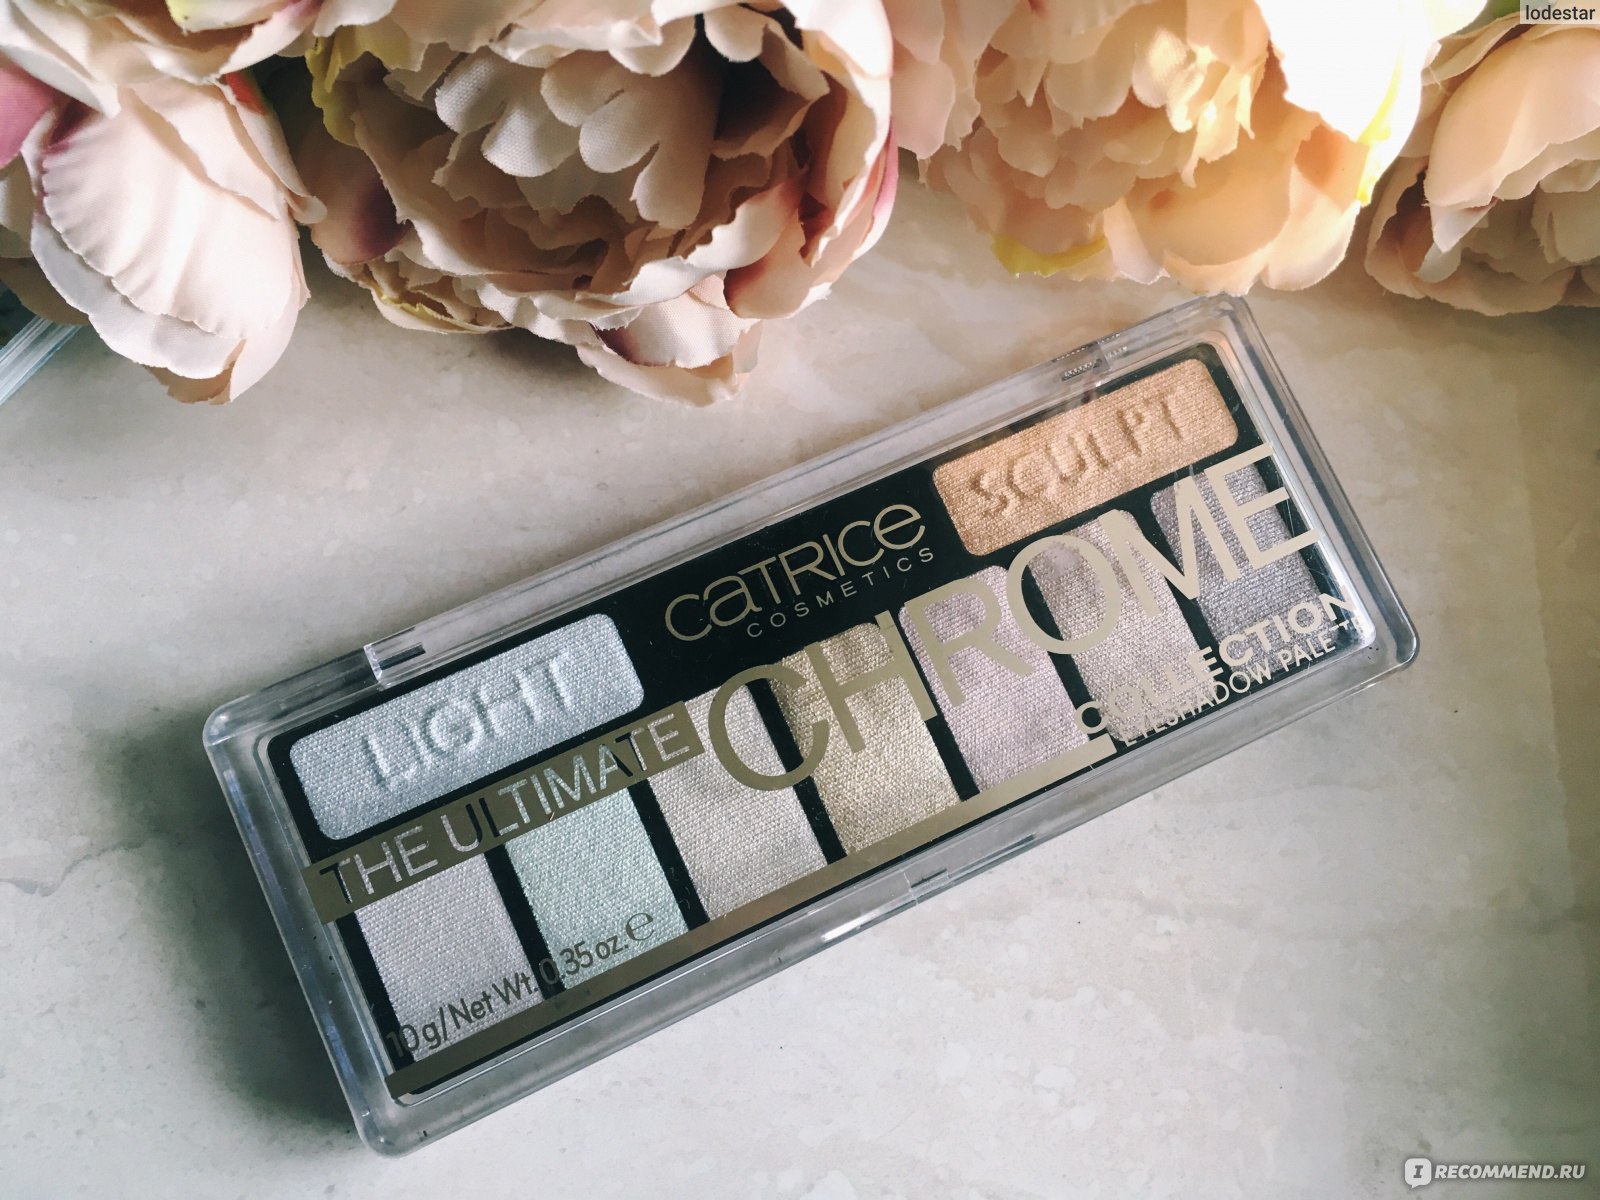 lodestar
SCULPT
CATRICE
COSMETICS
LIGHT
THE ULTIMATE
CHROME
COLLECTION
EYESHADOW PALETTE
10 g/Net Wt. 0.35 oz. e
I RECOMMEND.RU